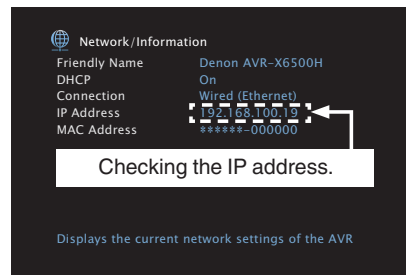 Network/Information
Friendly Name Denon AVR-X6500H
DHCP On
Connection Wired (Ethernet)
IP Address 192.168.100.19
MAC Address ******-000000
Checking the IP address.
Displays the current network settings of the AVR